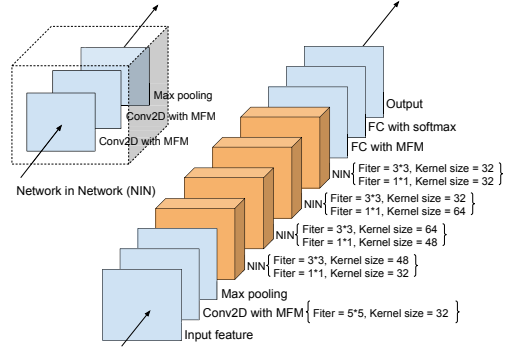 Max pooling
Conv2D with MFM
Conv2D with MFM
Network in Network (NIN)
Output
FC with softmax
FC with MFM
NIN { Fiter = 3*3, Kernel size = 32 }
Fiter = 1*1, Kernel size = 32
NIN { Fiter = 3*3, Kernel size = 32 }
Fiter = 1*1, Kernel size = 64
NIN { Fiter = 3*3, Kernel size = 64 }
Fiter = 1*1, Kernel size = 48
NIN { Fiter = 3*3, Kernel size = 48 }
Fiter = 1*1, Kernel size = 32
Max pooling
Conv2D with MFM { Fiter = 5*5, Kernel size = 32 }
Input feature